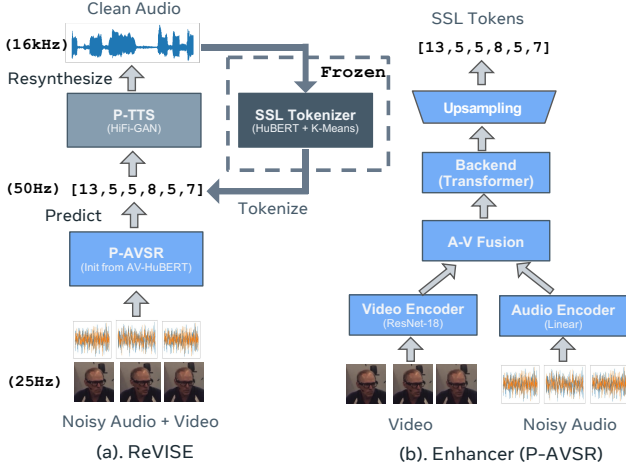 Clean Audio
(16kHz)
Resynthesize
Frozen
P-TTS
(HiFi-GAN)
SSL Tokenizer
(HuBERT + K-Means)
(50Hz) [13,5,5,8,5,7]
Predict
Tokenize
P-AVSR
(Init from AV-HuBERT)
(25Hz)
Noisy Audio + Video
(a). ReVISE
SSL Tokens
[13,5,5,8,5,7]
Upsampling
Backend
(Transformer)
A-V Fusion
Video Encoder
(ResNet-18)
Audio Encoder
(Linear)
Video
Noisy Audio
(b). Enhancer (P-AVSR)